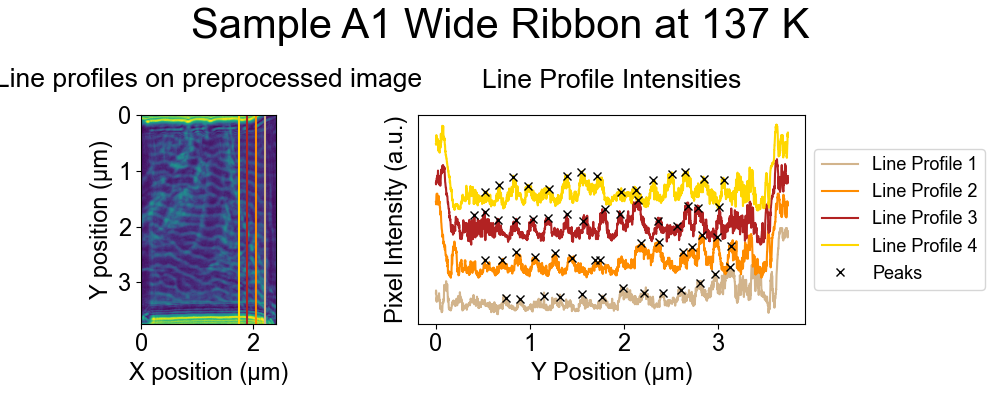 Sample A1 Wide Ribbon at 137 K
Line profiles on preprocessed image
Line Profile Intensities
0
1
2
3
Y position (µm)
0 2
X position (µm)
Pixel Intensity (a.u.)
0 1 2 3
Y Position (µm)
Line Profile 1
Line Profile 2
Line Profile 3
Line Profile 4
Peaks